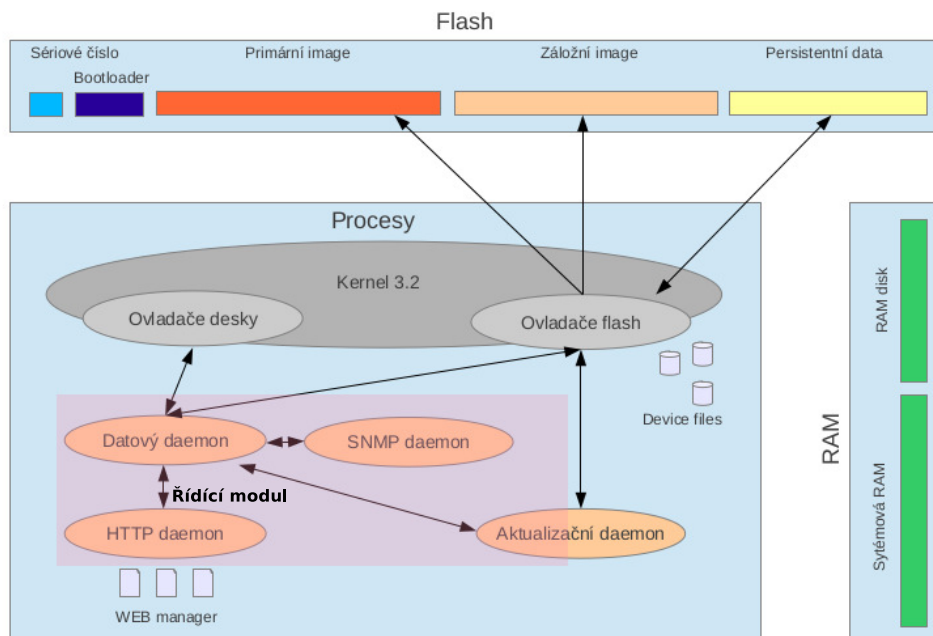 Flash
Sériové číslo
Primární image
Záložní image
Persistentní data
Bootloader
Procesy
Kernel 3.2
Ovladače desky
Ovladače flash
Device files
Datový daemon
SNMP daemon
Řídící modul
HTTP daemon
Aktualizační daemon
WEB manager
RAM
RAM disk
Sytémová RAM